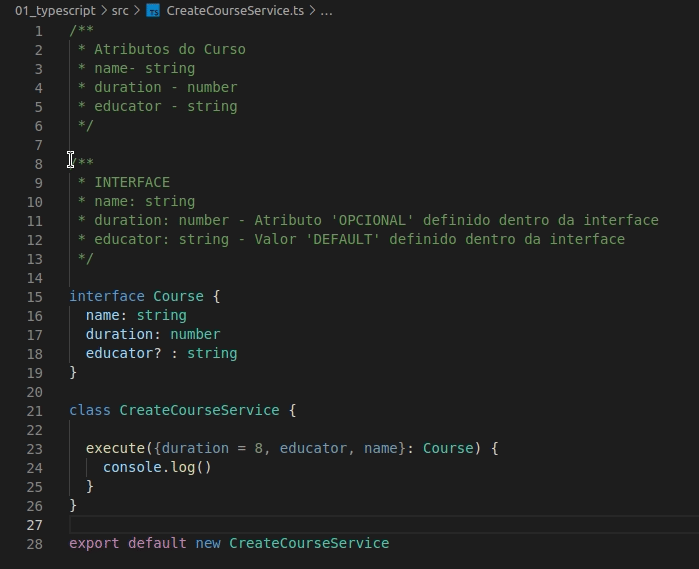 01_typescript > src > TS CreateCourseService.ts > ...
1 /**
2  * Atributos do Curso
3  * name- string
4  * duration - number
5  * educator - string
6  */
7
8 /**
9  * INTERFACE
10  * name: string
11  * duration: number - Atributo 'OPCIONAL' definido dentro da interface
12  * educator: string - Valor 'DEFAULT' definido dentro da interface
13  */
14
15 interface Course {
16   name: string
17   duration: number
18   educator? : string
19 }
20
21 class CreateCourseService {
22
23   execute({duration = 8, educator, name}: Course) {
24     console.log()
25   }
26 }
27
28 export default new CreateCourseService